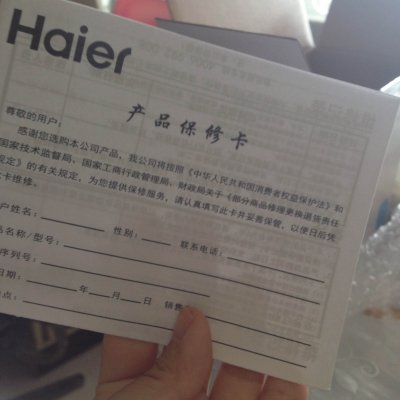 Haier
产品保修卡
尊敬的用户:
感谢您选购本公司产品,我公司将按照《中华人民共和国消费者权益保护法》和
国家技术监督局、国家工商行政管理局、财政局关于《部分商品修理更换退货责任
规定》的有关规定,为您提供保修服务,请认真填写此卡并妥善保管,以便日后凭
卡维修。
户姓名: 性别: 联系电话:
品名称/型号:
序列号:
日期: 年 月 日 销售
点: